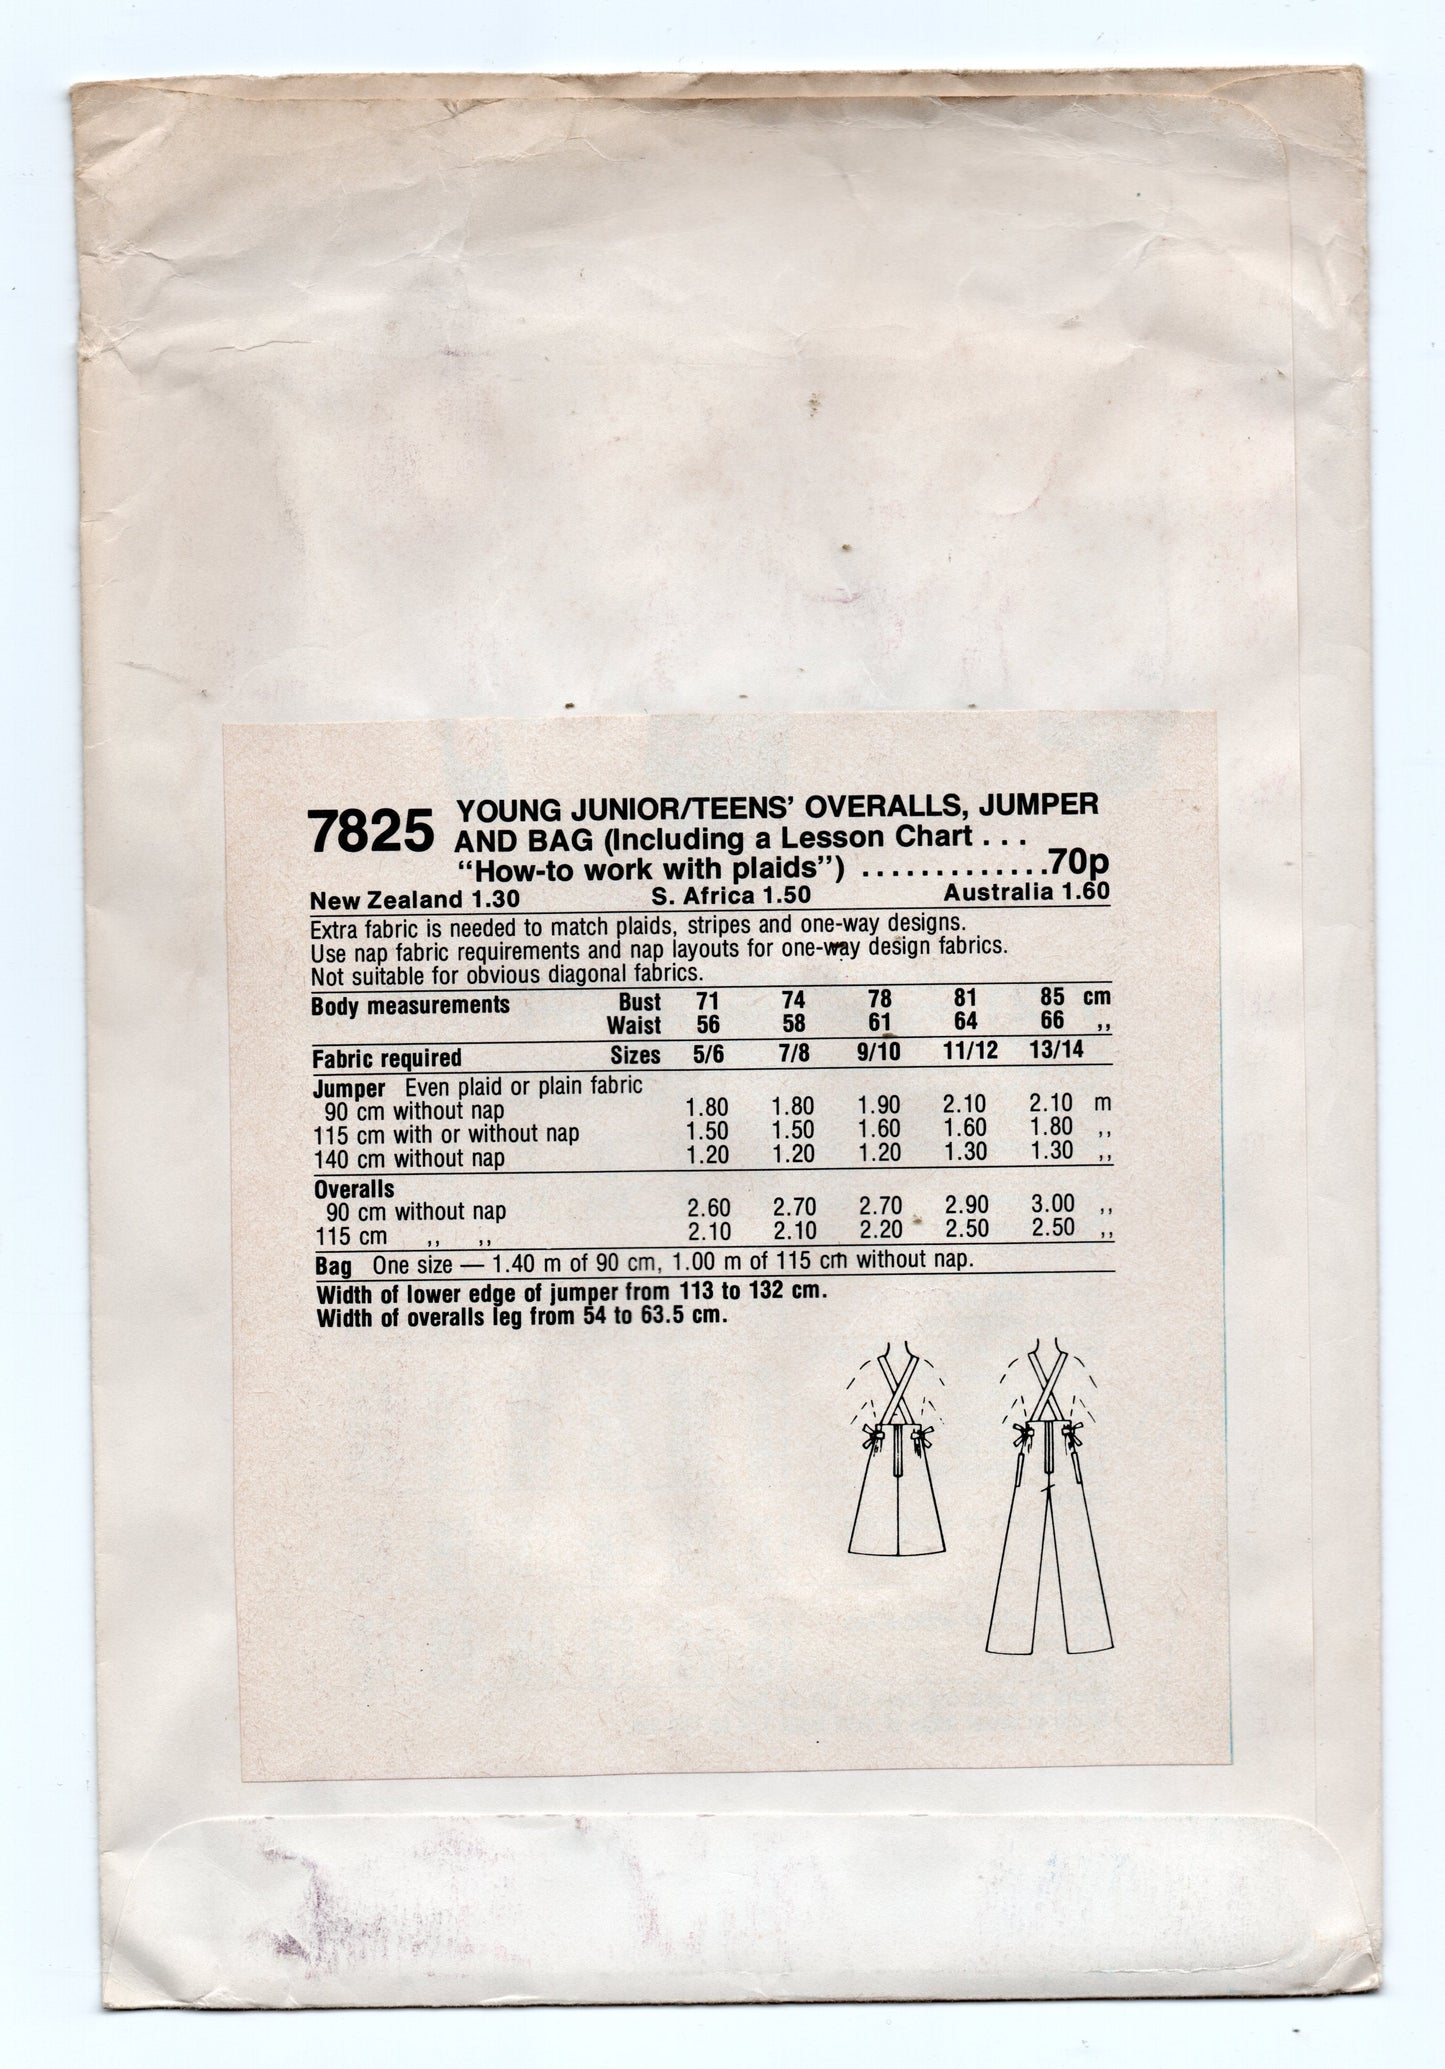 7825 YOUNG JUNIOR/TEENS' OVERALLS, JUMPER
AND BAG (Including a Lesson Chart . . .
“How-to work with plaids”) .............70p
New Zealand 1.30 S. Africa 1.50 Australia 1.60
Extra fabric is needed to match plaids, stripes and one-way designs.
Use nap fabric requirements and nap layouts for one-way design fabrics.
Not suitable for obvious diagonal fabrics.
Body measurements Bust 71 74 78 81 85 cm
Waist 56 58 61 64 66 ,,
Fabric required Sizes 5/6 7/8 9/10 11/12 13/14
Jumper Even plaid or plain fabric
90 cm without nap 1.80 1.80 1.90 2.10 2.10 m
115 cm with or without nap 1.50 1.50 1.60 1.60 1.80 ,,
140 cm without nap 1.20 1.20 1.20 1.30 1.30 ,,
Overalls
90 cm without nap 2.60 2.70 2.70 2.90 3.00 ,,
115 cm ,, ,, 2.10 2.10 2.20 2.50 2.50 ,,
Bag One size — 1.40 m of 90 cm, 1.00 m of 115 cm without nap.
Width of lower edge of jumper from 113 to 132 cm.
Width of overalls leg from 54 to 63.5 cm.